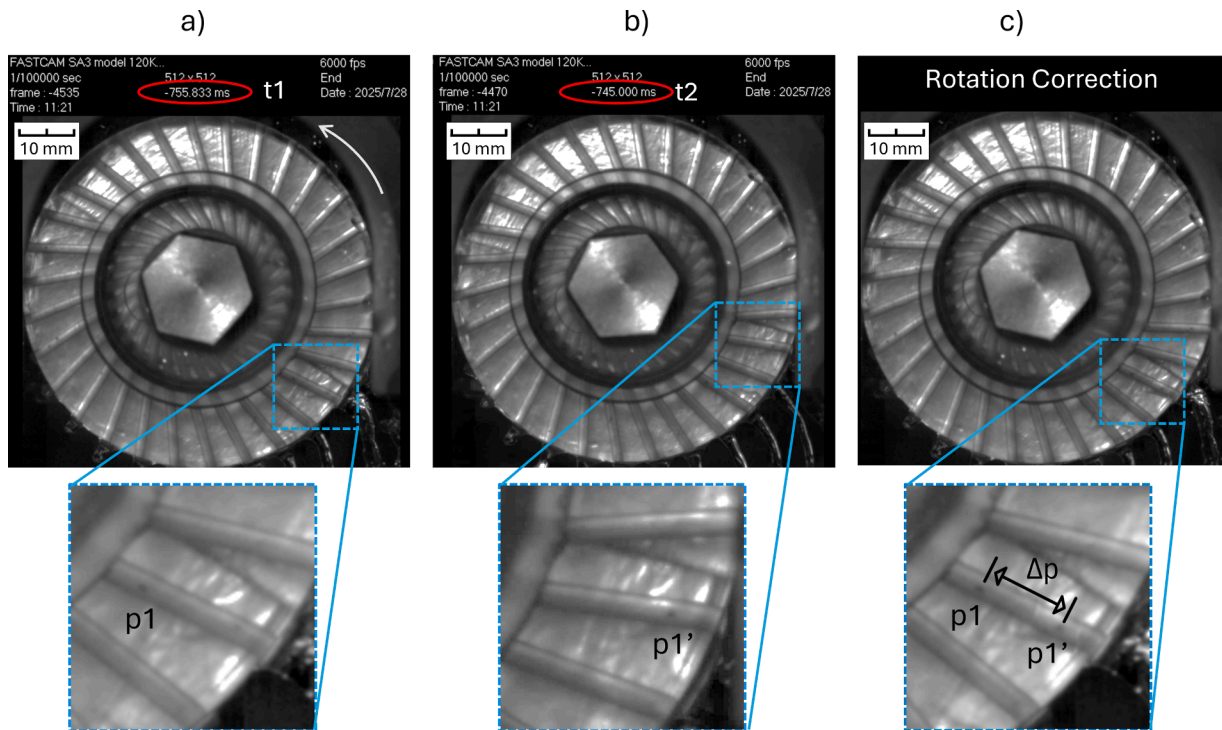 a)
b)
c)
FASTCAM SA3 model 120K...
6000 fps
1/100000 sec
512 x 512
End
frame : -4535
-755.833 ms
t1
Date : 2025/7/28
Time : 11:21
10 mm
FASTCAM SA3 model 120K...
6000 fps
1/100000 sec
512 x 512
End
frame : -4470
-745.000 ms
t2
Date : 2025/7/28
Time : 11:21
10 mm
Rotation Correction
10 mm
p1
p1’
Δp
p1
p1’